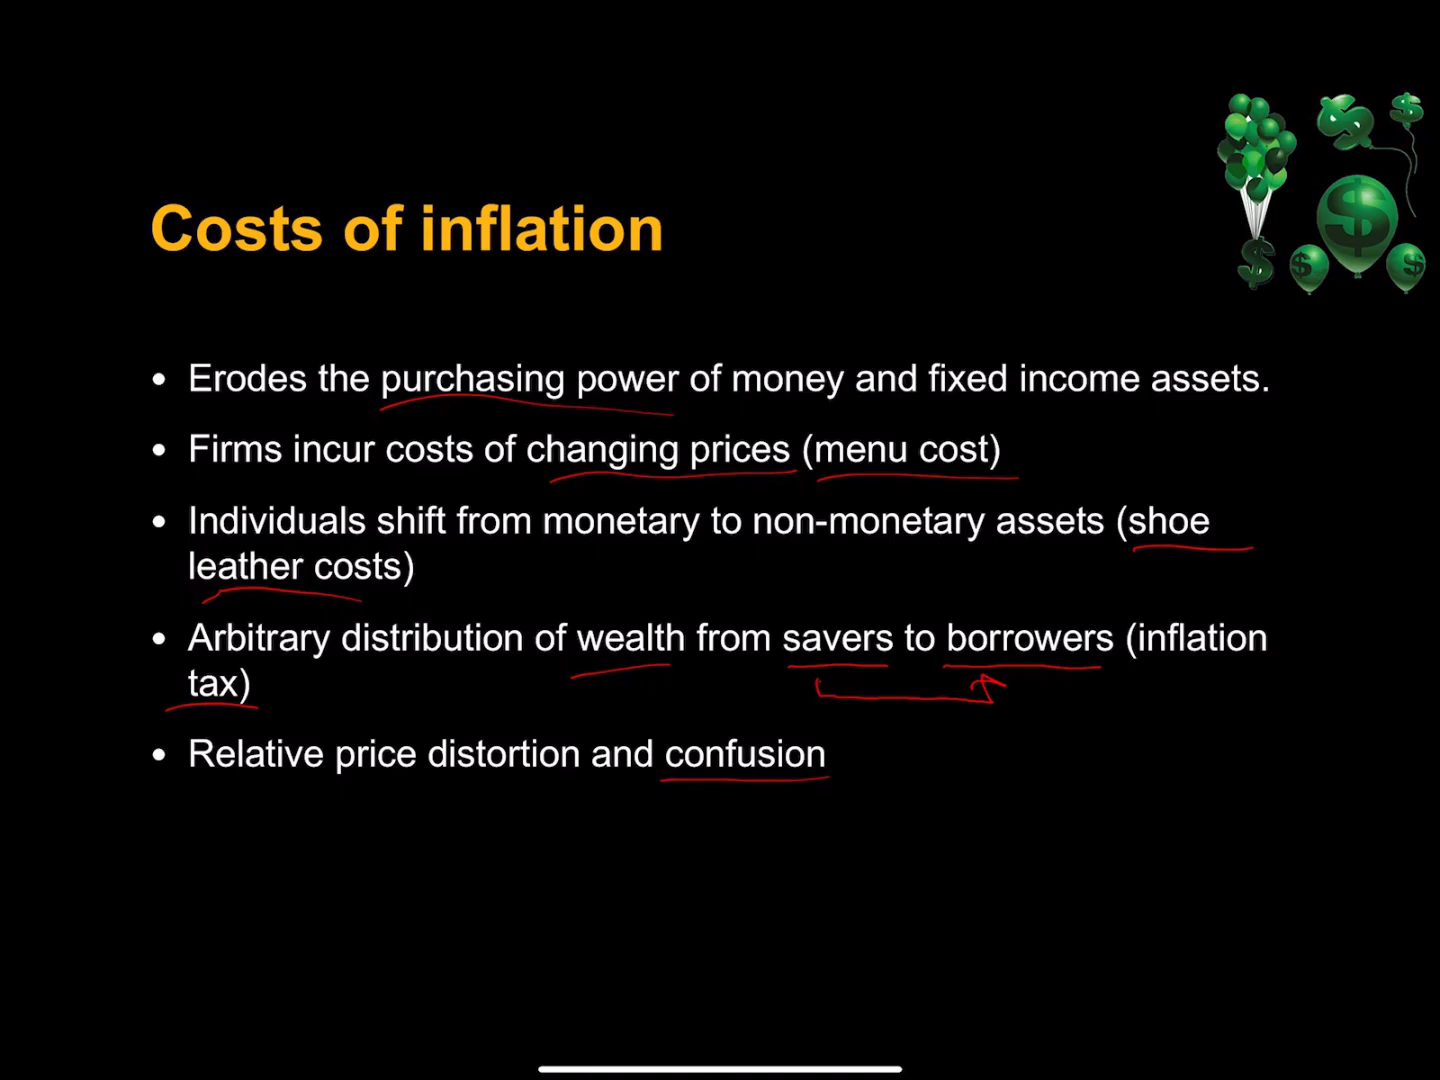 Costs of inflation
• Erodes the purchasing power of money and fixed income assets.
• Firms incur costs of changing prices (menu cost)
• Individuals shift from monetary to non-monetary assets (shoe
leather costs)
• Arbitrary distribution of wealth from savers to borrowers (inflation
tax)
• Relative price distortion and confusion